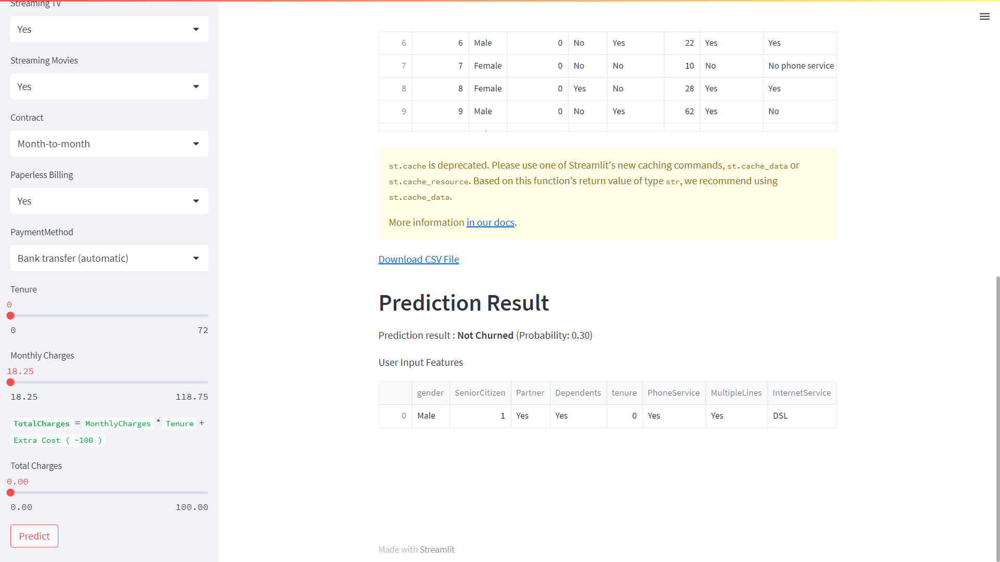 Streaming TV
Yes
Streaming Movies
Yes
Contract
Month-to-month
Paperless Billing
Yes
PaymentMethod
Bank transfer (automatic)
Tenure
0
0 72
Monthly Charges
18.25
18.25 118.75
TotalCharges = MonthlyCharges * Tenure +
Extra Cost ( ~100 )
Total Charges
0.00
0.00 100.00
Predict
6 6 Male 0 No Yes 22 Yes Yes
7 7 Female 0 No No 10 No No phone service
8 8 Female 0 Yes No 28 Yes Yes
9 9 Male 0 No Yes 62 Yes No
st.cache is deprecated. Please use one of Streamlit's new caching commands, st.cache_data or
st.cache_resource. Based on this function's return value of type str, we recommend using
st.cache_data.
More information in our docs.
Download CSV File
Prediction Result
Prediction result : Not Churned (Probability: 0.30)
User Input Features
gender SeniorCitizen Partner Dependents tenure PhoneService MultipleLines InternetService
0 Male 1 Yes Yes 0 Yes Yes DSL
Made with Streamlit